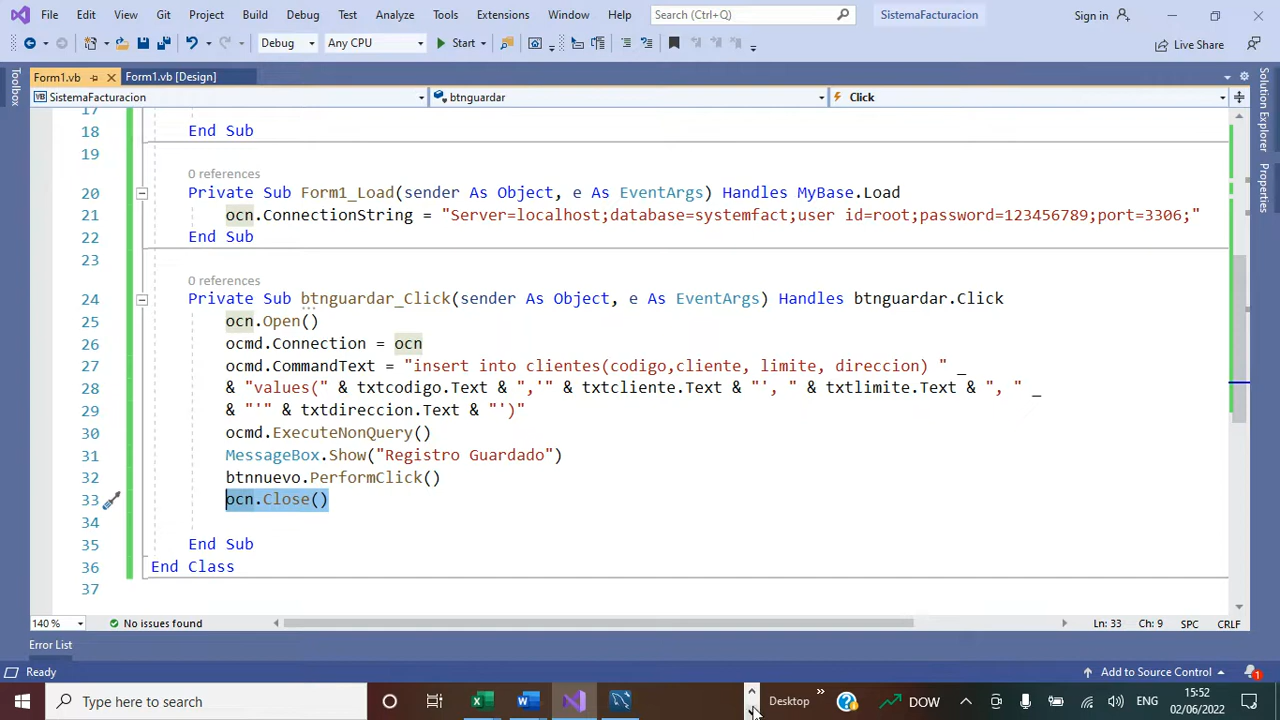 File Edit View Git Project Build Debug Test Analyze Tools Extensions Window Help Search (Ctrl+Q) SistemaFacturacion Sign in
Debug Any CPU Start Live Share
Form1.vb Form1.vb [Design]
Toolbox
Solution Explorer
Properties
SistemaFacturacion btnguardar Click
17
18 End Sub
19
0 references
20 Private Sub Form1_Load(sender As Object, e As EventArgs) Handles MyBase.Load
21 ocn.ConnectionString = "Server=localhost;database=systemfact;user id=root;password=123456789;port=3306;"
22 End Sub
23
0 references
24 Private Sub btnguardar_Click(sender As Object, e As EventArgs) Handles btnguardar.Click
25 ocn.Open()
26 ocmd.Connection = ocn
27 ocmd.CommandText = "insert into clientes(codigo,cliente, limite, direccion) " _
28 & "values(" & txtcodigo.Text & ",'" & txtcliente.Text & "', " & txtlimite.Text & ", " _
29 & "'" & txtdireccion.Text & "')"
30 ocmd.ExecuteNonQuery()
31 MessageBox.Show("Registro Guardado")
32 btnnuevo.PerformClick()
33 ocn.Close()
34
35 End Sub
36 End Class
37
140 % No issues found Ln: 33 Ch: 9 SPC CRLF
Error List
Ready Add to Source Control 1
Type here to search Desktop DOW ENG 15:52
02/06/2022